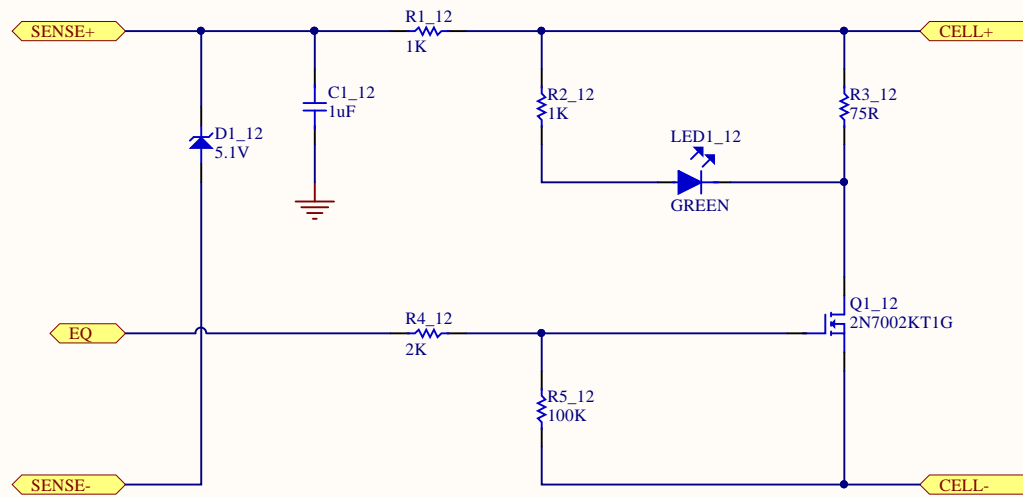 SENSE+
R1_12
1K
CELL+
C1_12
1uF
R2_12
1K
R3_12
75R
D1_12
5.1V
LED1_12
GREEN
Q1_12
2N7002KT1G
EQ
R4_12
2K
R5_12
100K
SENSE-
CELL-